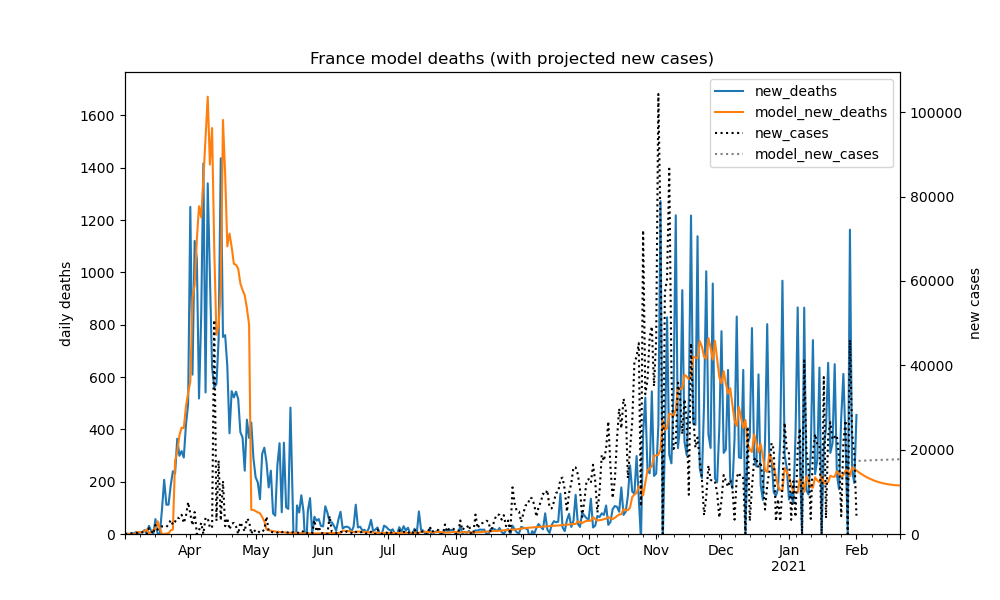 France model deaths (with projected new cases)
new_deaths
model_new_deaths
new_cases
model_new_cases
daily deaths
1600
1400
1200
1000
800
600
400
200
0
new cases
100000
80000
60000
40000
20000
0
Apr May Jun Jul Aug Sep Oct Nov Dec Jan Feb
2021